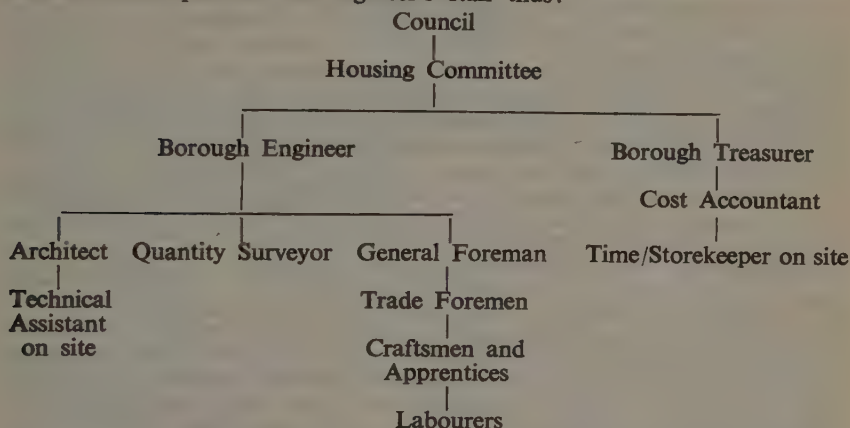 Council
Housing Committee
Borough Engineer Borough Treasurer
Cost Accountant
Architect Quantity Surveyor General Foreman Time/Storekeeper on site
Technical Assistant on site
Trade Foremen
Craftsmen and Apprentices
Labourers